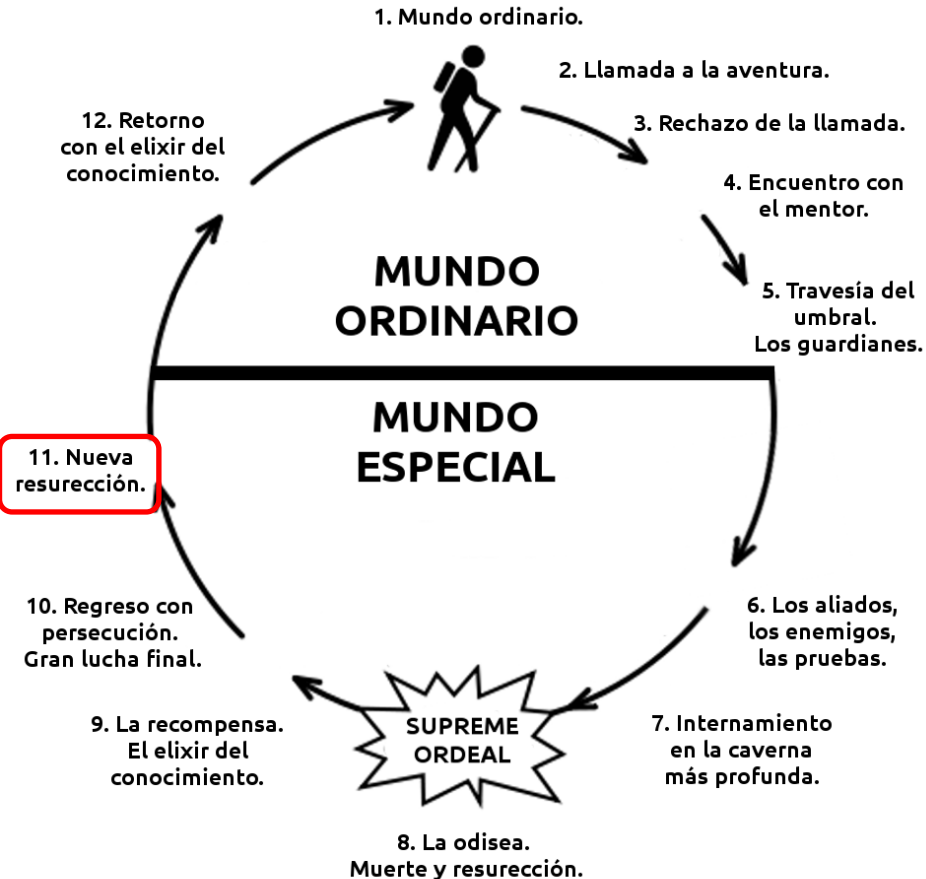 1. Mundo ordinario.
2. Llamada a la aventura.
3. Rechazo de la llamada.
4. Encuentro con
el mentor.
5. Travesía del
umbral.
Los guardianes.
6. Los aliados,
los enemigos,
las pruebas.
7. Internamiento
en la caverna
más profunda.
8. La odisea.
Muerte y resurección.
9. La recompensa.
El elixir del
conocimiento.
10. Regreso con
persecución.
Gran lucha final.
11. Nueva
resurección.
12. Retorno
con el elixir del
conocimiento.
MUNDO
ORDINARIO
MUNDO
ESPECIAL
SUPREME
ORDEAL